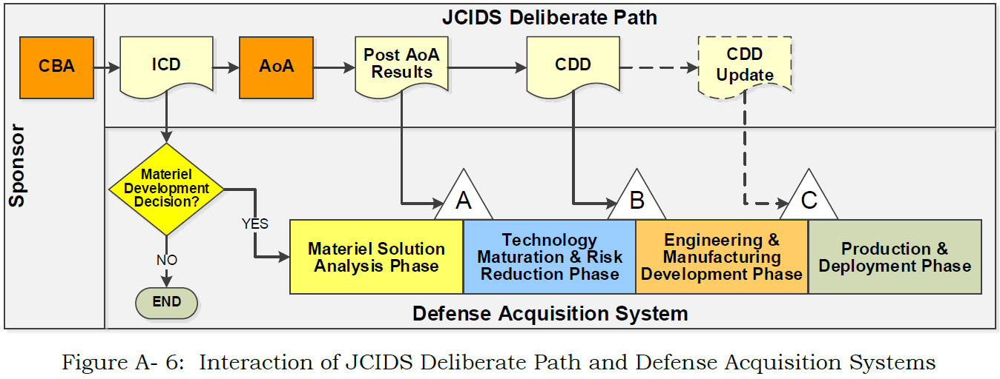 JCIDS Deliberate Path
Sponsor
CBA
ICD
AoA
Post AoA
Results
CDD
CDD
Update
Materiel
Development
Decision?
YES
NO
END
A
B
C
Materiel Solution
Analysis Phase
Technology
Maturation & Risk
Reduction Phase
Engineering &
Manufacturing
Development Phase
Production &
Deployment Phase
Defense Acquisition System
Figure A- 6: Interaction of JCIDS Deliberate Path and Defense Acquisition Systems